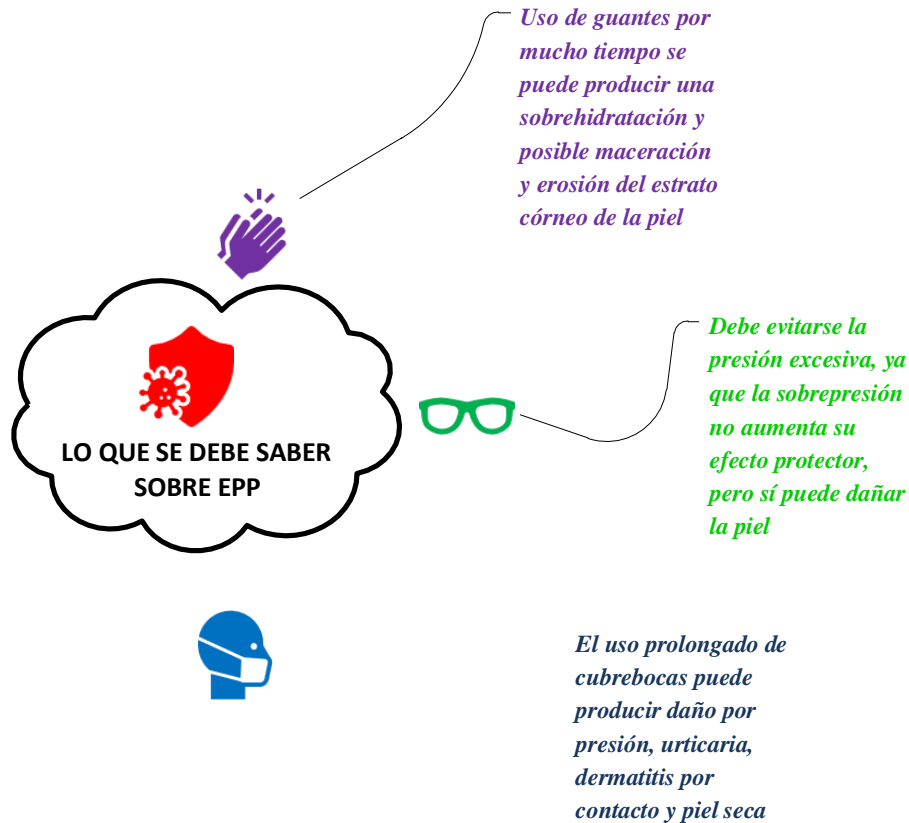 Uso de guantes por
mucho tiempo se
puede producir una
sobrehidratación y
posible maceración
y erosión del estrato
córneo de la piel
LO QUE SE DEBE SABER
SOBRE EPP
Debe evitarse la
presión excesiva, ya
que la sobrepresión
no aumenta su
efecto protector,
pero sí puede dañar
la piel
El uso prolongado de
cubrebocas puede
producir daño por
presión, urticaria,
dermatitis por
contacto y piel seca